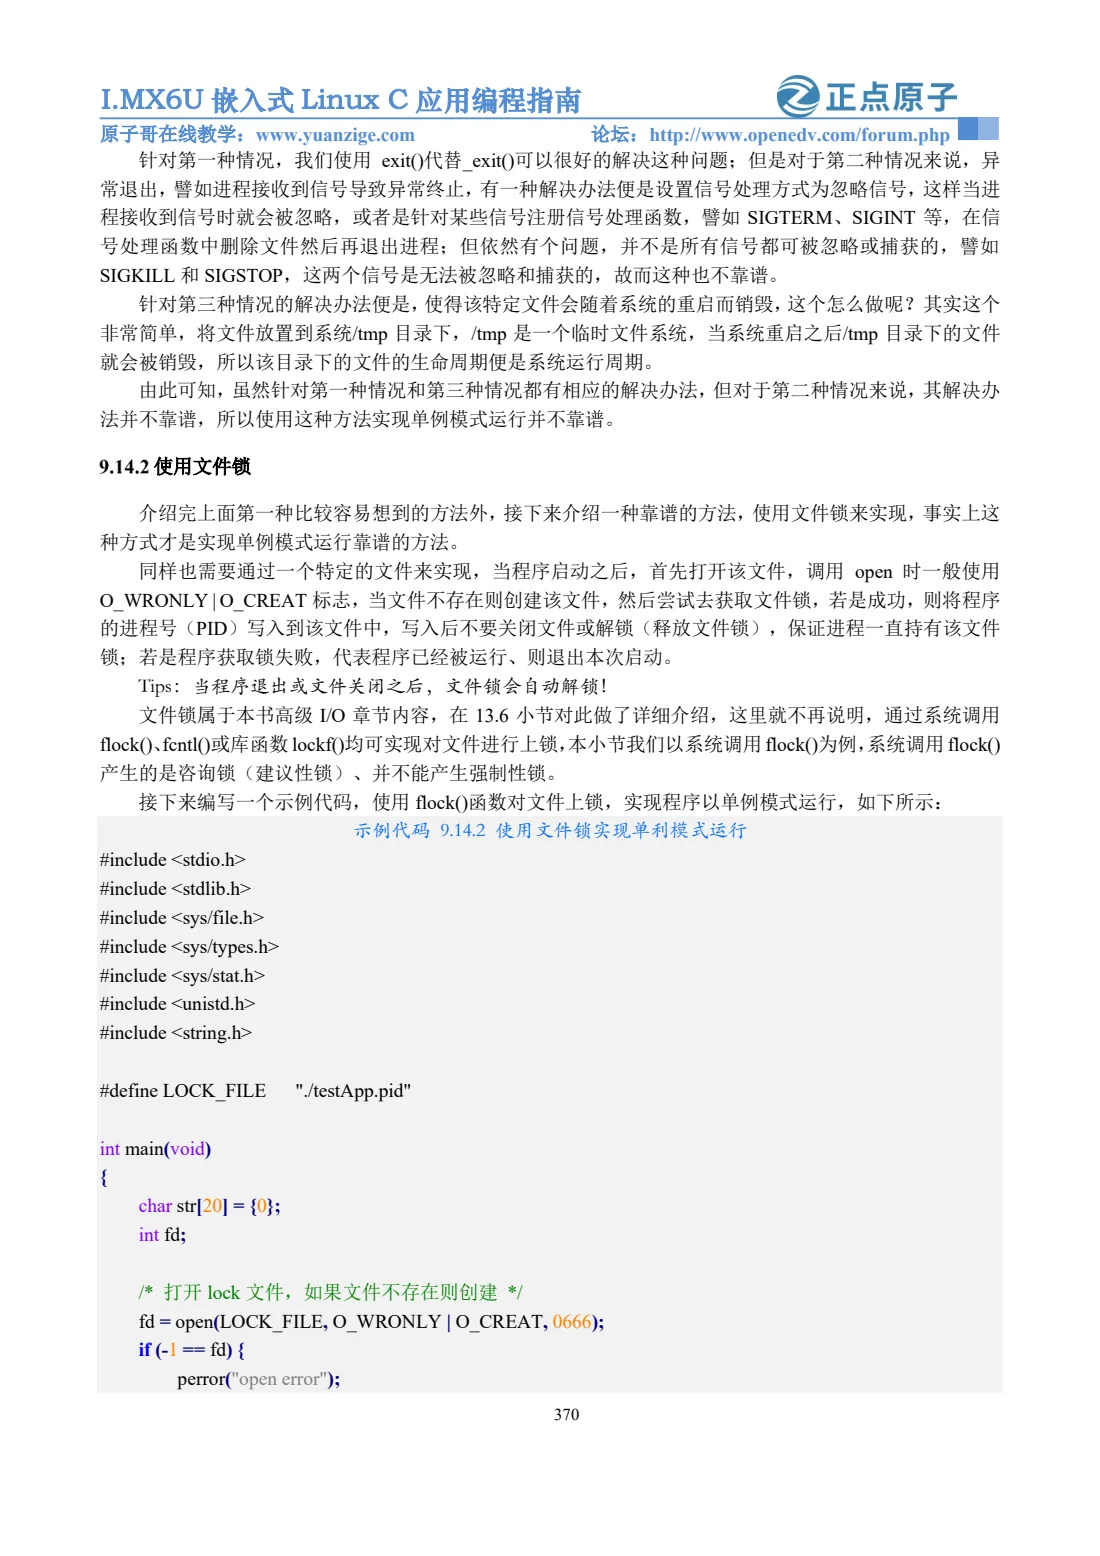 I.MX6U 嵌入式 Linux C 应用编程指南
正点原子
原子哥在线教学：www.yuanzige.com 论坛：http://www.openedv.com/forum.php
针对第一种情况，我们使用 exit()代替_exit()可以很好的解决这种问题；但是对于第二种情况来说，异
常退出，譬如进程接收到信号导致异常终止，有一种解决办法便是设置信号处理方式为忽略信号，这样当进
程接收到信号时就会被忽略，或者是针对某些信号注册信号处理函数，譬如 SIGTERM、SIGINT 等，在信
号处理函数中删除文件然后再退出进程；但依然有个问题，并不是所有信号都可被忽略或捕获的，譬如
SIGKILL 和 SIGSTOP，这两个信号是无法被忽略和捕获的，故而这种也不靠谱。
针对第三种情况的解决办法便是，使得该特定文件会随着系统的重启而销毁，这个怎么做呢？其实这个
非常简单，将文件放置到系统/tmp 目录下，/tmp 是一个临时文件系统，当系统重启之后/tmp 目录下的文件
就会被销毁，所以该目录下的文件的生命周期便是系统运行周期。
由此可知，虽然针对第一种情况和第三种情况都有相应的解决办法，但对于第二种情况来说，其解决办
法并不靠谱，所以使用这种方法实现单例模式运行并不靠谱。
9.14.2 使用文件锁
介绍完上面第一种比较容易想到的方法外，接下来介绍一种靠谱的方法，使用文件锁来实现，事实上这
种方式才是实现单例模式运行靠谱的方法。
同样也需要通过一个特定的文件来实现，当程序启动之后，首先打开该文件，调用 open 时一般使用
O_WRONLY | O_CREAT 标志，当文件不存在则创建该文件，然后尝试去获取文件锁，若是成功，则将程序
的进程号（PID）写入到该文件中，写入后不要关闭文件或解锁（释放文件锁），保证进程一直持有该文件
锁；若是程序获取锁失败，代表程序已经被运行、则退出本次启动。
Tips：当程序退出或文件关闭之后，文件锁会自动解锁！
文件锁属于本书高级 I/O 章节内容，在 13.6 小节对此做了详细介绍，这里就不再说明，通过系统调用
flock()、fcntl()或库函数 lockf()均可实现对文件进行上锁，本小节我们以系统调用 flock()为例，系统调用 flock()
产生的是咨询锁（建议性锁）、并不能产生强制性锁。
接下来编写一个示例代码，使用 flock()函数对文件上锁，实现程序以单例模式运行，如下所示：
示例代码 9.14.2 使用文件锁实现单利模式运行
#include <stdio.h>
#include <stdlib.h>
#include <sys/file.h>
#include <sys/types.h>
#include <sys/stat.h>
#include <unistd.h>
#include <string.h>
#define LOCK_FILE "./testApp.pid"
int main(void)
{
char str[20] = {0};
int fd;
/* 打开 lock 文件，如果文件不存在则创建 */
fd = open(LOCK_FILE, O_WRONLY | O_CREAT, 0666);
if (-1 == fd) {
perror("open error");
370